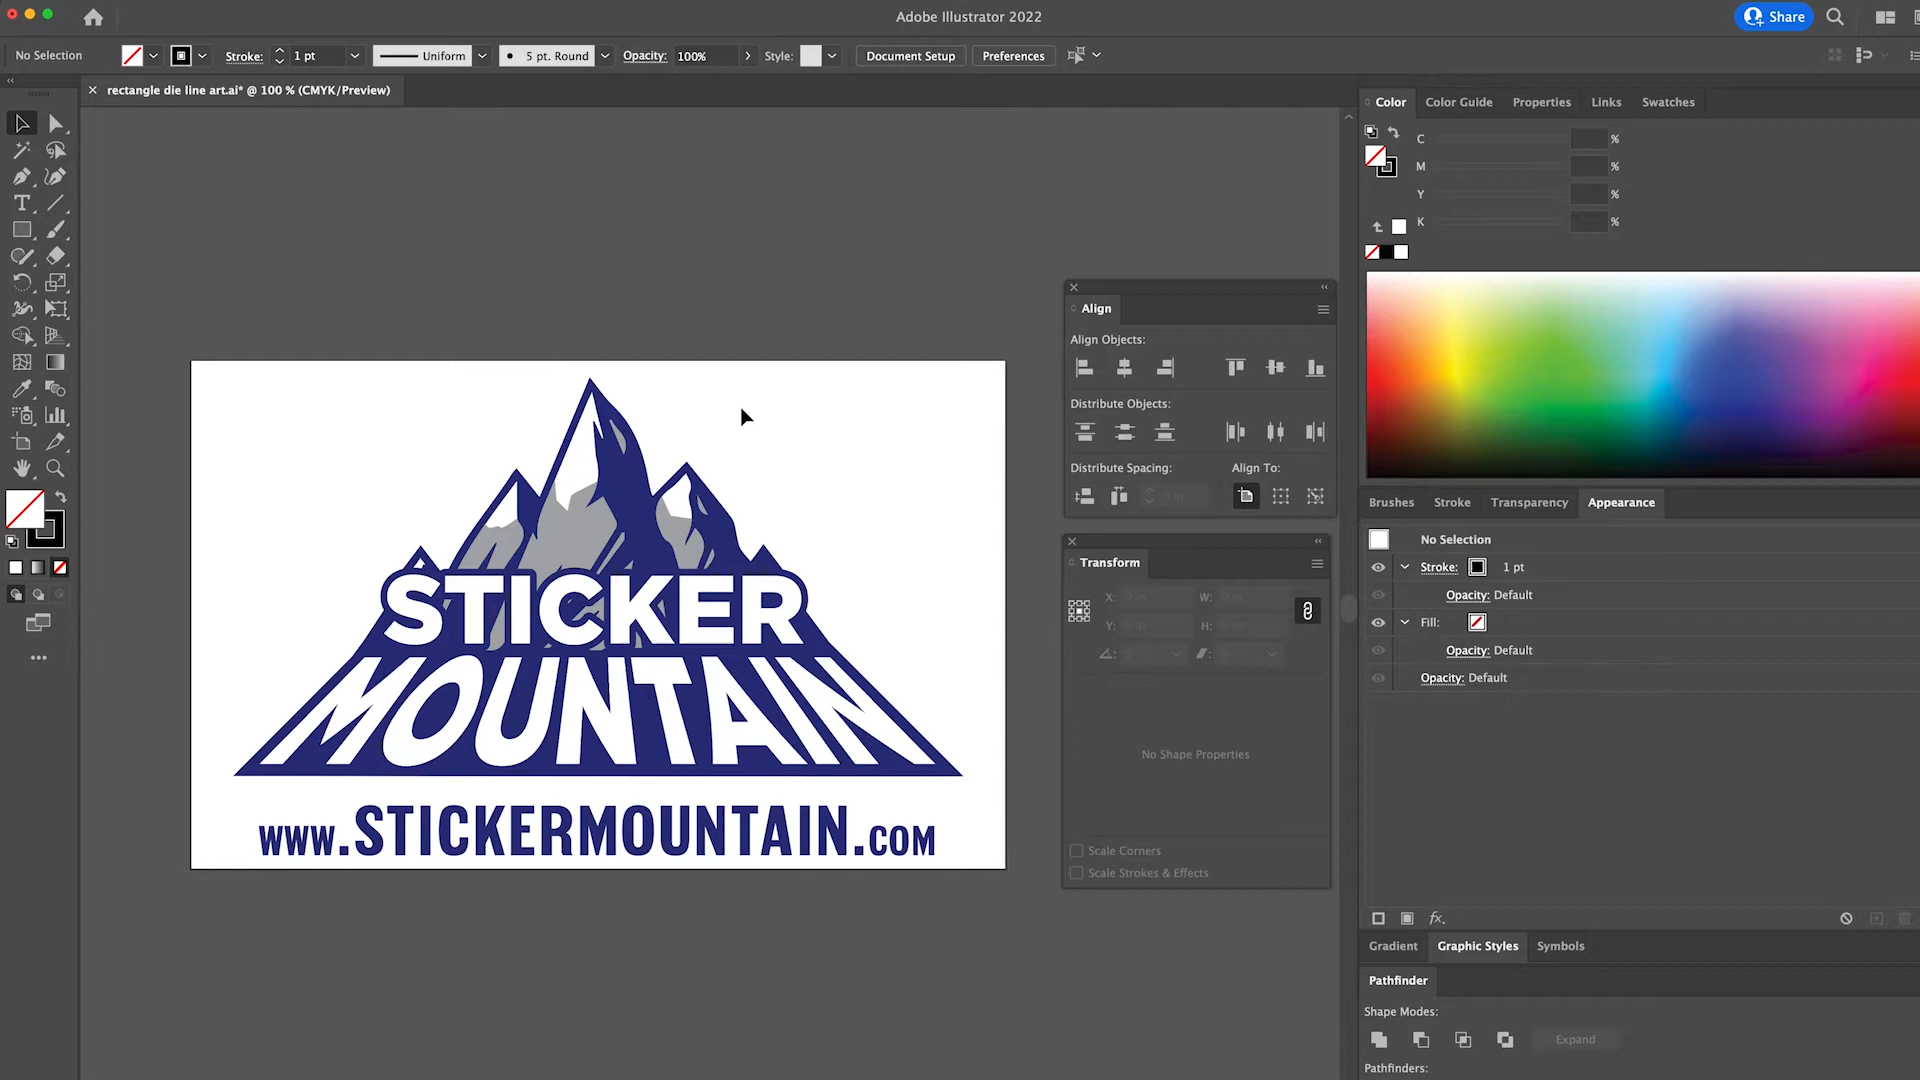 Adobe Illustrator 2022
Share
No Selection
Stroke:
1 pt
Uniform
5 pt. Round
Opacity:
100%
Style:
Document Setup
Preferences
rectangle die line art.ai* @ 100 % (CMYK/Preview)
Color
Color Guide
Properties
Links
Swatches
C
%
M
%
Y
%
K
%
Align
Align Objects:
Distribute Objects:
Distribute Spacing:
Align To:
Transform
X:
W:
Y:
H:
No Shape Properties
Scale Corners
Scale Strokes & Effects
STICKER
MOUNTAIN
WWW.STICKERMOUNTAIN.COM
Brushes
Stroke
Transparency
Appearance
No Selection
Stroke:
1 pt
Opacity: Default
Fill:
Opacity: Default
Opacity: Default
fx.
Gradient
Graphic Styles
Symbols
Pathfinder
Shape Modes:
Expand
Pathfinders: